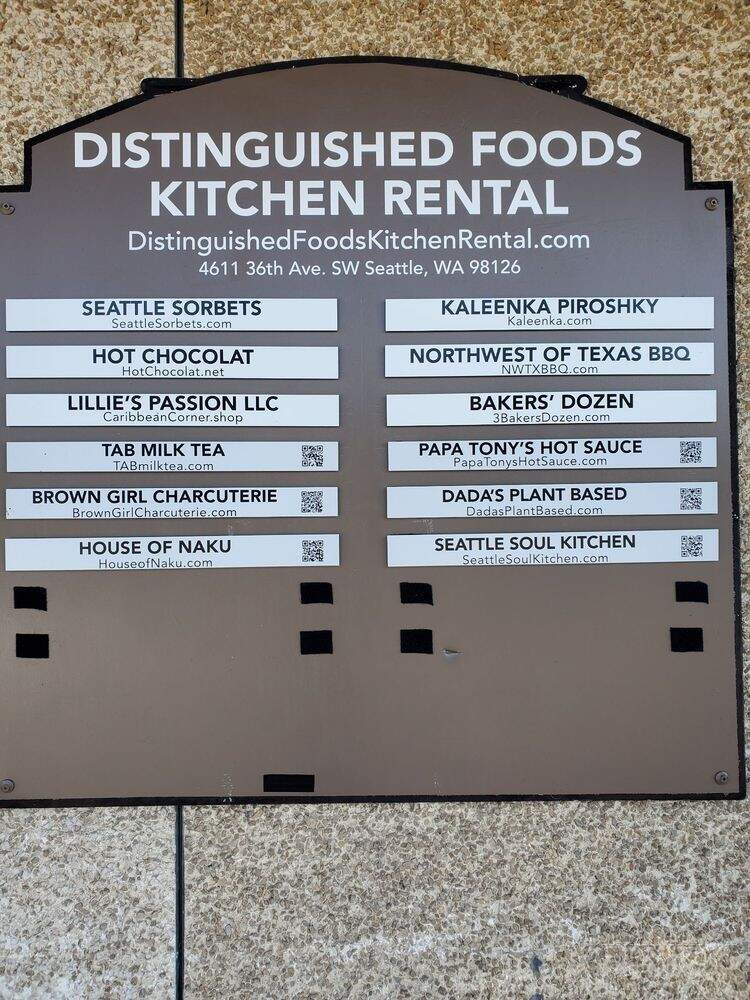 DISTINGUISHED FOODS
KITCHEN RENTAL
DistinguishedFoodsKitchenRental.com
4611 36th Ave. SW Seattle, WA 98126
SEATTLE SORBETS
SeattleSorbets.com
HOT CHOCOLAT
HotChocolat.net
LILLIE'S PASSION LLC
CaribbeanCorner.shop
TAB MILK TEA
TABmilktea.com
BROWN GIRL CHARCUTERIE
BrownGirlCharcuterie.com
HOUSE OF NAKU
HouseofNaku.com
KALEENKA PIROSHKY
Kaleenka.com
NORTHWEST OF TEXAS BBQ
NWTXBBQ.com
BAKERS' DOZEN
3BakersDozen.com
PAPA TONY'S HOT SAUCE
PapaTonysHotSauce.com
DADA'S PLANT BASED
DadasPlantBased.com
SEATTLE SOUL KITCHEN
SeattleSoulKitchen.com